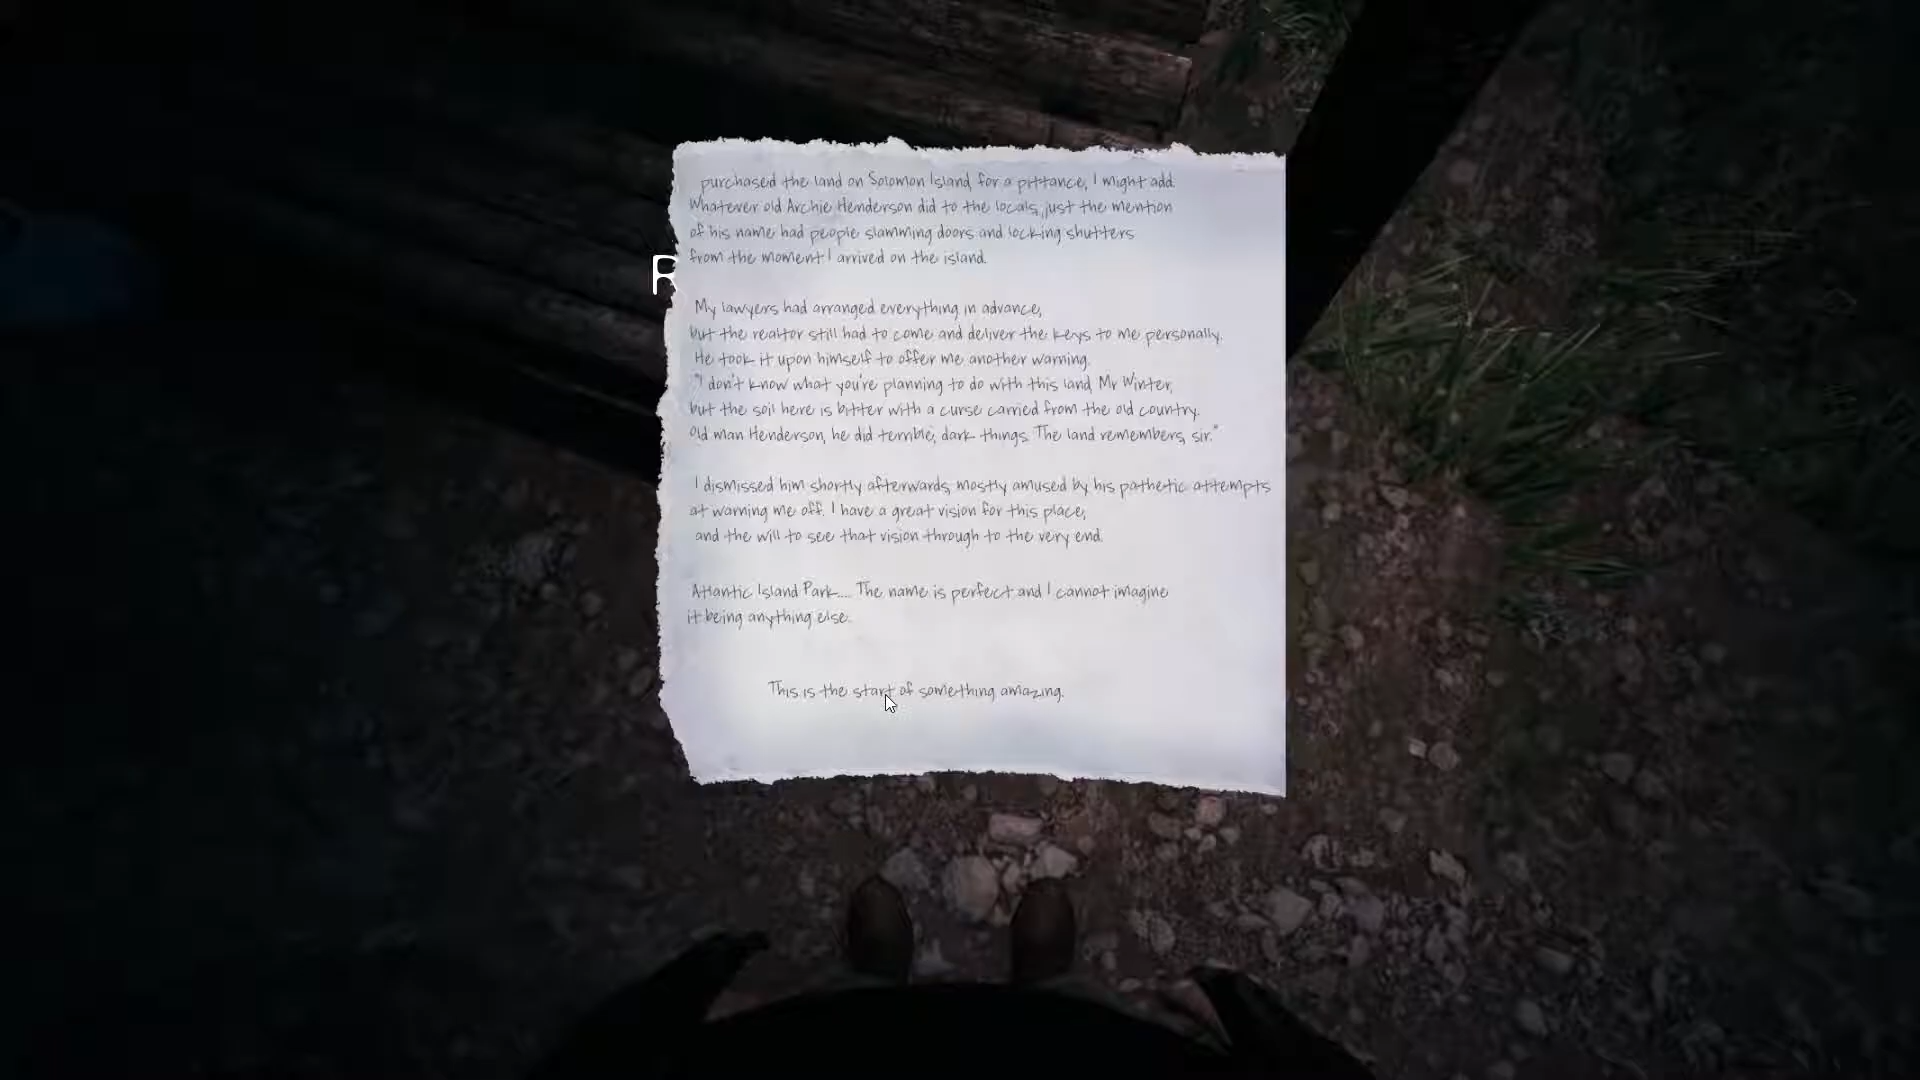 purchased the land on Solomon Island, for a pittance, I might add.
Whatever old Archie Henderson did to the locals, just the mention
of his name had people slamming doors and locking shutters
from the moment I arrived on the island.
R
My lawyers had arranged everything in advance,
but the realtor still had to come and deliver the keys to me personally.
He took it upon himself to offer me another warning.
"I don't know what you're planning to do with this land, Mr Winter,
but the soil here is bitter with a curse carried from the old country.
Old man Henderson, he did terrible, dark things. The land remembers, sir."
I dismissed him shortly afterwards, mostly amused by his pathetic attempts
at warning me off. I have a great vision for this place,
and the will to see that vision through to the very end.
Atlantic Island Park.... The name is perfect and I cannot imagine
it being anything else.
This is the start of something amazing.